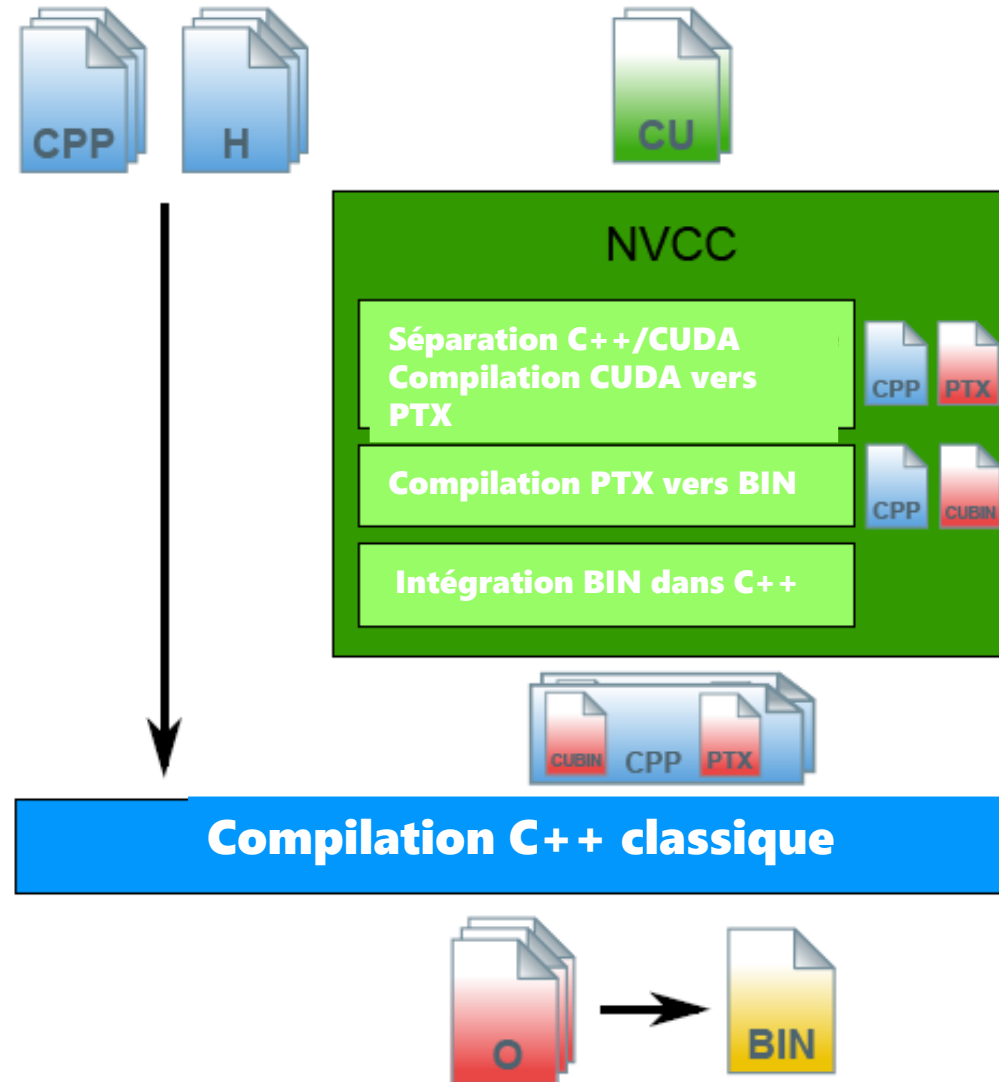 CPP
H
CU
NVCC
Séparation C++/CUDA
Compilation CUDA vers
PTX
CPP
PTX
Compilation PTX vers BIN
CPP
CUBIN
Intégration BIN dans C++
CUBIN
CPP
PTX
Compilation C++ classique
O
BIN